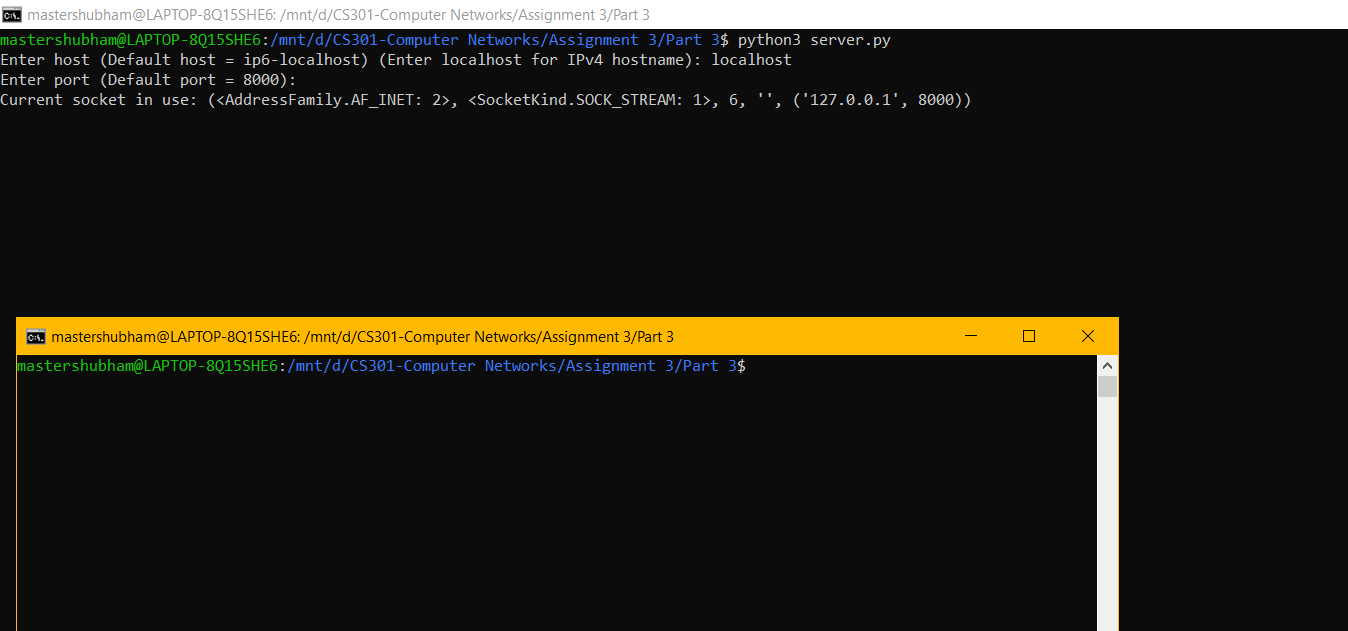 mastershubham@LAPTOP-8Q15SHE6: /mnt/d/CS301-Computer Networks/Assignment 3/Part 3
mastershubham@LAPTOP-8Q15SHE6:/mnt/d/CS301-Computer Networks/Assignment 3/Part 3$ python3 server.py
Enter host (Default host = ip6-localhost) (Enter localhost for IPv4 hostname): localhost
Enter port (Default port = 8000):
Current socket in use: (<AddressFamily.AF_INET: 2>, <SocketKind.SOCK_STREAM: 1>, 6, '', ('127.0.0.1', 8000))
mastershubham@LAPTOP-8Q15SHE6: /mnt/d/CS301-Computer Networks/Assignment 3/Part 3
mastershubham@LAPTOP-8Q15SHE6:/mnt/d/CS301-Computer Networks/Assignment 3/Part 3$